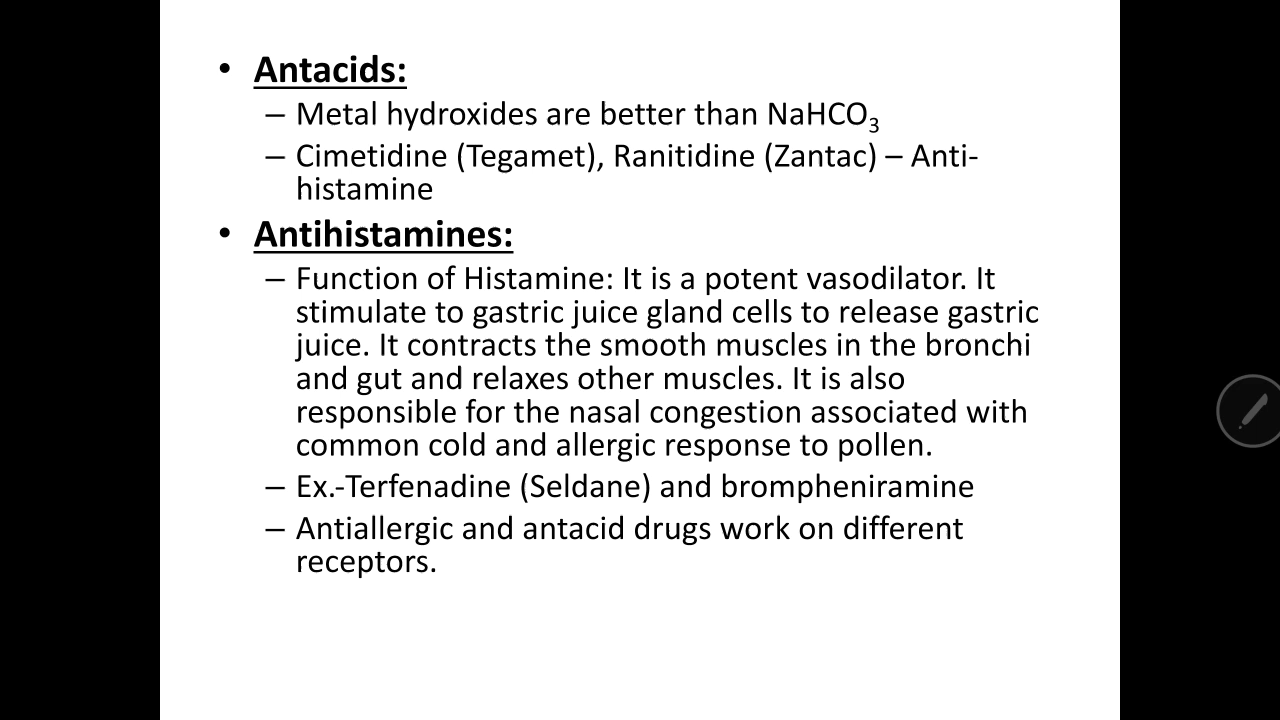 • Antacids:
– Metal hydroxides are better than NaHCO₃
– Cimetidine (Tegamet), Ranitidine (Zantac) – Anti-
histamine
• Antihistamines:
– Function of Histamine: It is a potent vasodilator. It
stimulate to gastric juice gland cells to release gastric
juice. It contracts the smooth muscles in the bronchi
and gut and relaxes other muscles. It is also
responsible for the nasal congestion associated with
common cold and allergic response to pollen.
– Ex.-Terfenadine (Seldane) and brompheniramine
– Antiallergic and antacid drugs work on different
receptors.